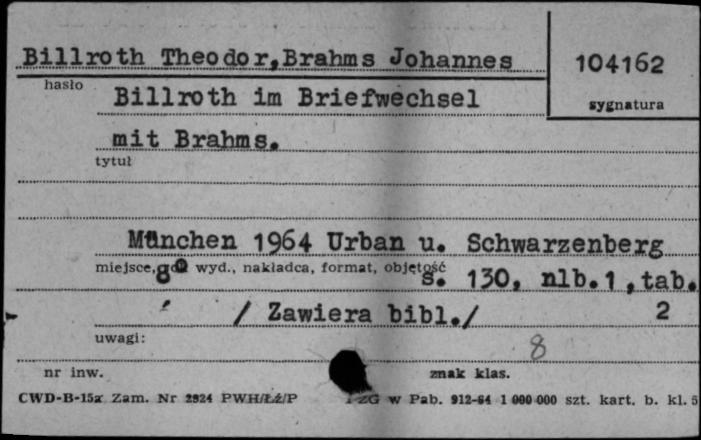 Billroth Theodor, Brahms Johannes
104162
hasło
Billroth im Briefwechsel
sygnatura
mit Brahms.
tytuł
München 1964 Urban u. Schwarzenberg
miejsce, wyd., nakładca, format, objętość
8° s. 130, nlb. 1, tab.
/ Zawiera bibl./ 2
uwagi:
8
nr inw. znak klas.
CWD-B-15a Zam. Nr 2824 PWH/Łź/P ZG w Pab. 912-64 1 000 000 szt. kart. b. kl. 5